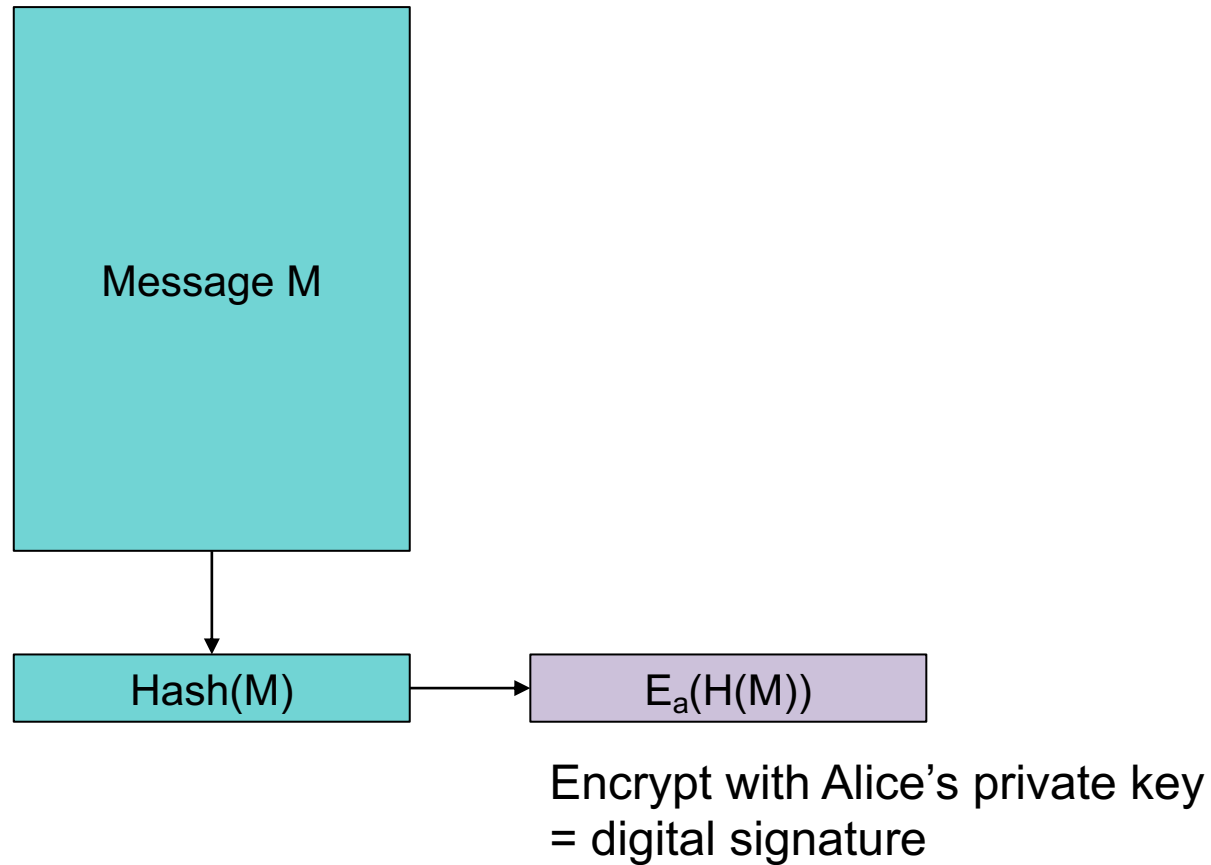 Message M
Hash(M)
Eₐ(H(M))
Encrypt with Alice’s private key
= digital signature